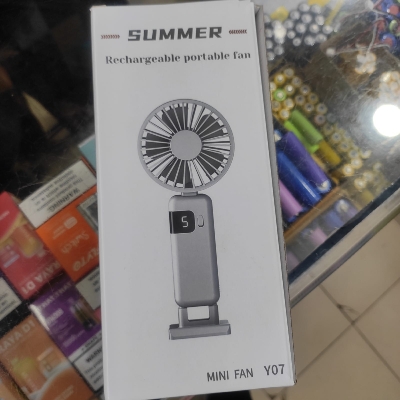 SUMMER
Rechargeable portable fan
5
MINI FAN Y07